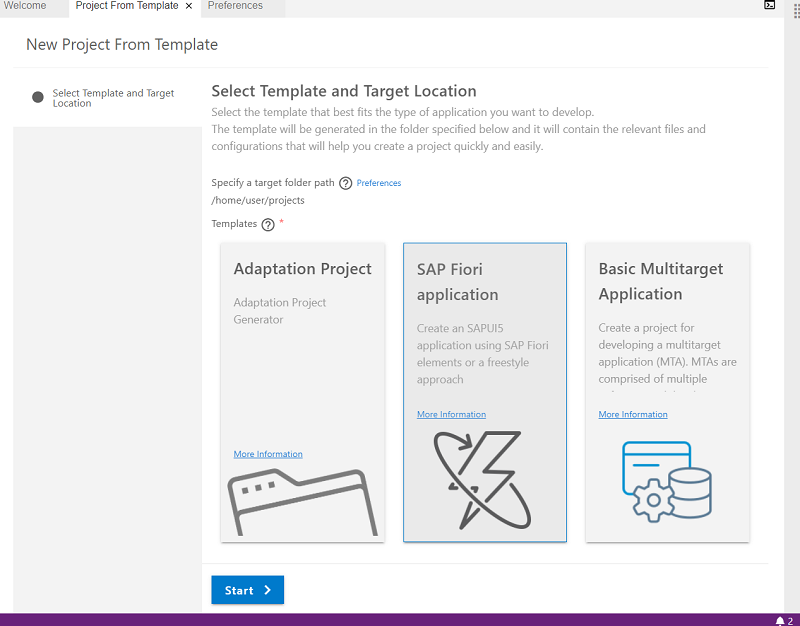 Welcome
Project From Template
Preferences
New Project From Template
Select Template and Target
Location
Select Template and Target Location
Select the template that best fits the type of application you want to develop.
The template will be generated in the folder specified below and it will contain the relevant files and
configurations that will help you create a project quickly and easily.
Specify a target folder path ? Preferences
/home/user/projects
Templates ? *
Adaptation Project
Adaptation Project
Generator
More Information
SAP Fiori
application
Create an SAPUI5
application using SAP Fiori
elements or a freestyle
approach
More Information
Basic Multitarget
Application
Create a project for
developing a multitarget
application (MTA). MTAs are
comprised of multiple
More Information
Start
2